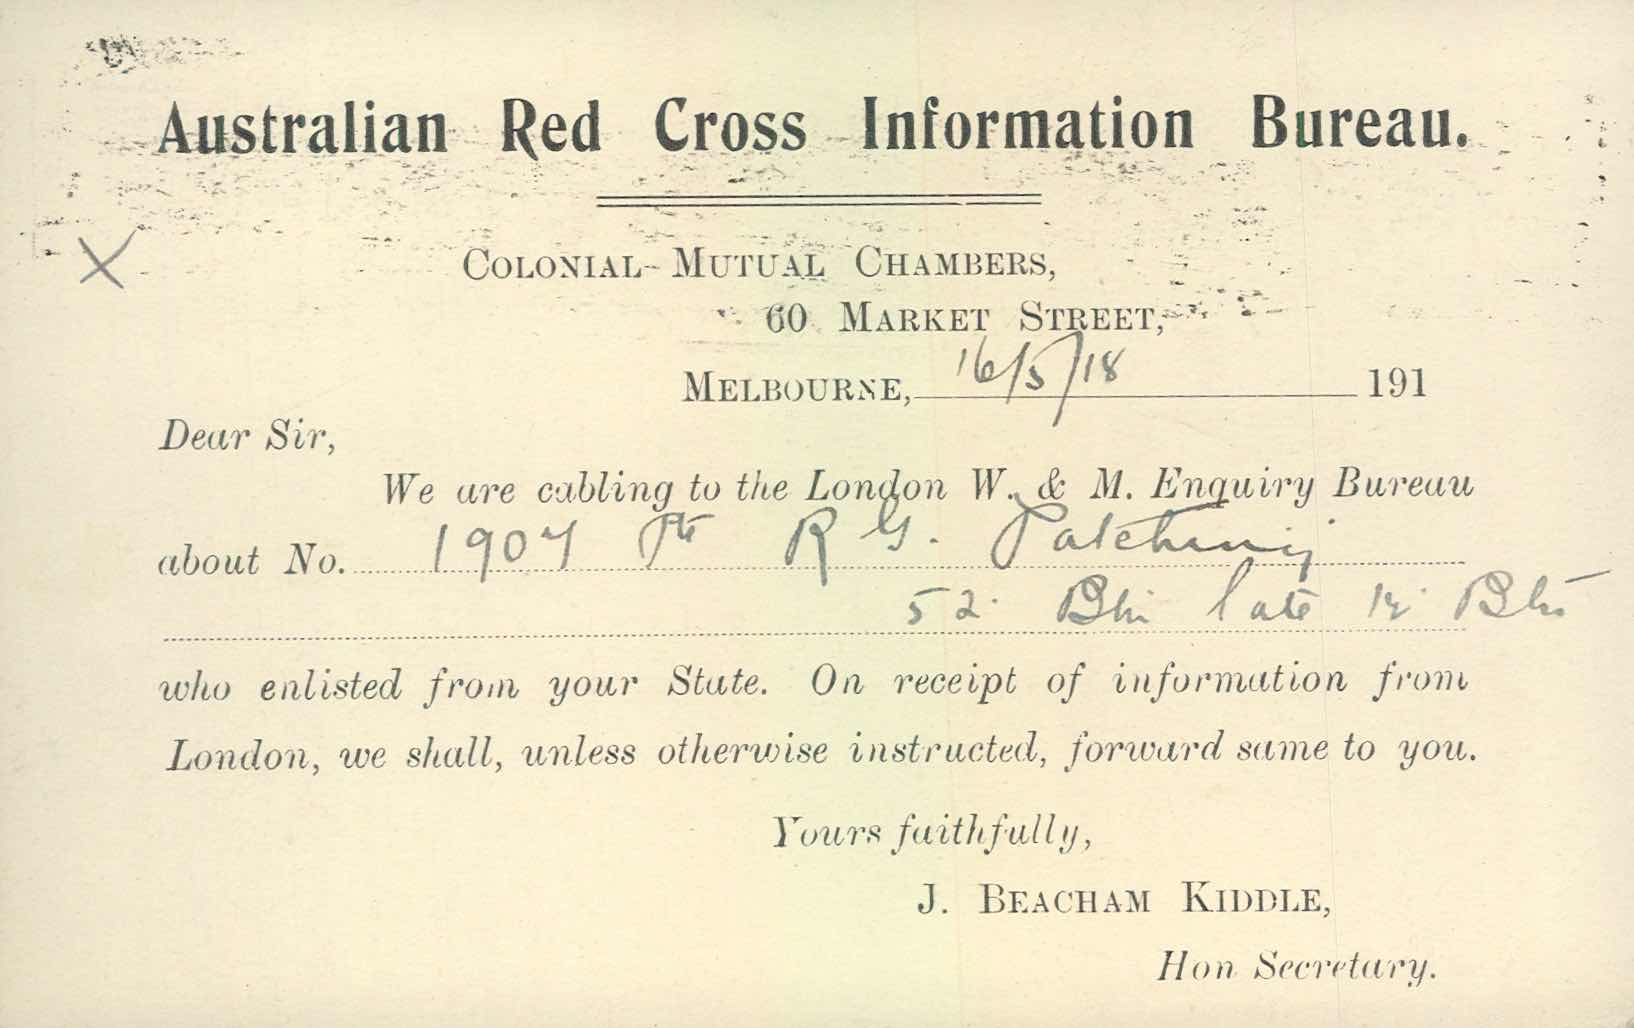 Australian Red Cross Information Bureau.
COLONIAL MUTUAL CHAMBERS,
60 MARKET STREET,
MELBOURNE, 16/5/18 191
Dear Sir,
We are cabling to the London W. & M. Enquiry Bureau
about No. 1907 Pte R G. Patching
52 Btn late 12 Btn
who enlisted from your State. On receipt of information from
London, we shall, unless otherwise instructed, forward same to you.
Yours faithfully,
J. BEACHAM KIDDLE,
Hon Secretary.